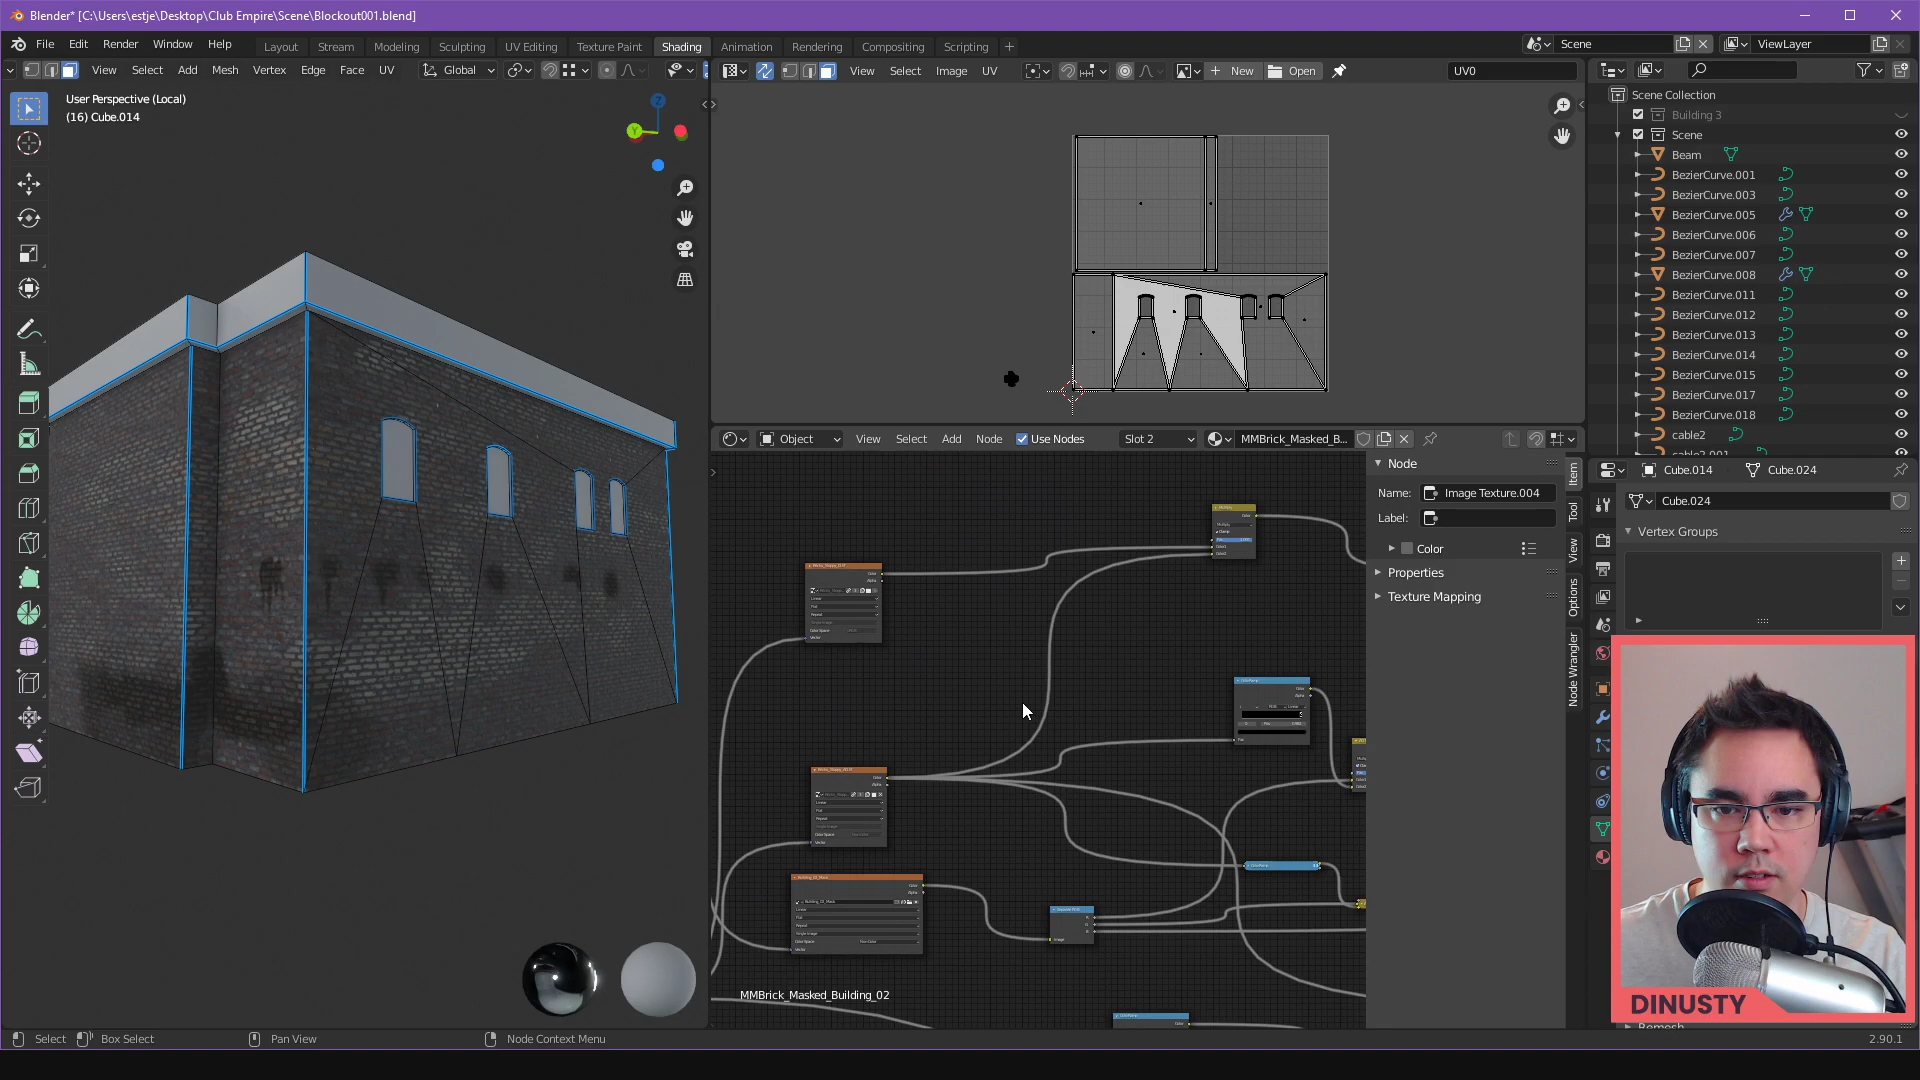 Blender* [C:\Users\estje\Desktop\Club Empire\Scene\Blockout001.blend]
File Edit Render Window Help
Layout Stream Modeling Sculpting UV Editing Texture Paint Shading Animation Rendering Compositing Scripting +
Scene
ViewLayer
View Select Add Mesh Vertex Edge Face UV
Global
View Select Image UV
New
Open
UV0
User Perspective (Local)
(16) Cube.014
Scene Collection
Building 3
Scene
Beam
BezierCurve.001
BezierCurve.003
BezierCurve.005
BezierCurve.006
BezierCurve.007
BezierCurve.008
BezierCurve.011
BezierCurve.012
BezierCurve.013
BezierCurve.014
BezierCurve.015
BezierCurve.017
BezierCurve.018
cable2
cable2.001
Object
View Select Add Node
Use Nodes
Slot 2
MMBrick_Masked_B...
Node
Name: Image Texture.004
Label:
Color
Properties
Texture Mapping
Item
Tool
View
Options
Node Wrangler
Cube.014 Cube.024
Cube.024
Vertex Groups
Remesh
MMBrick_Masked_Building_02
DINUSTY
Select
Box Select
Pan View
Node Context Menu
2.90.1